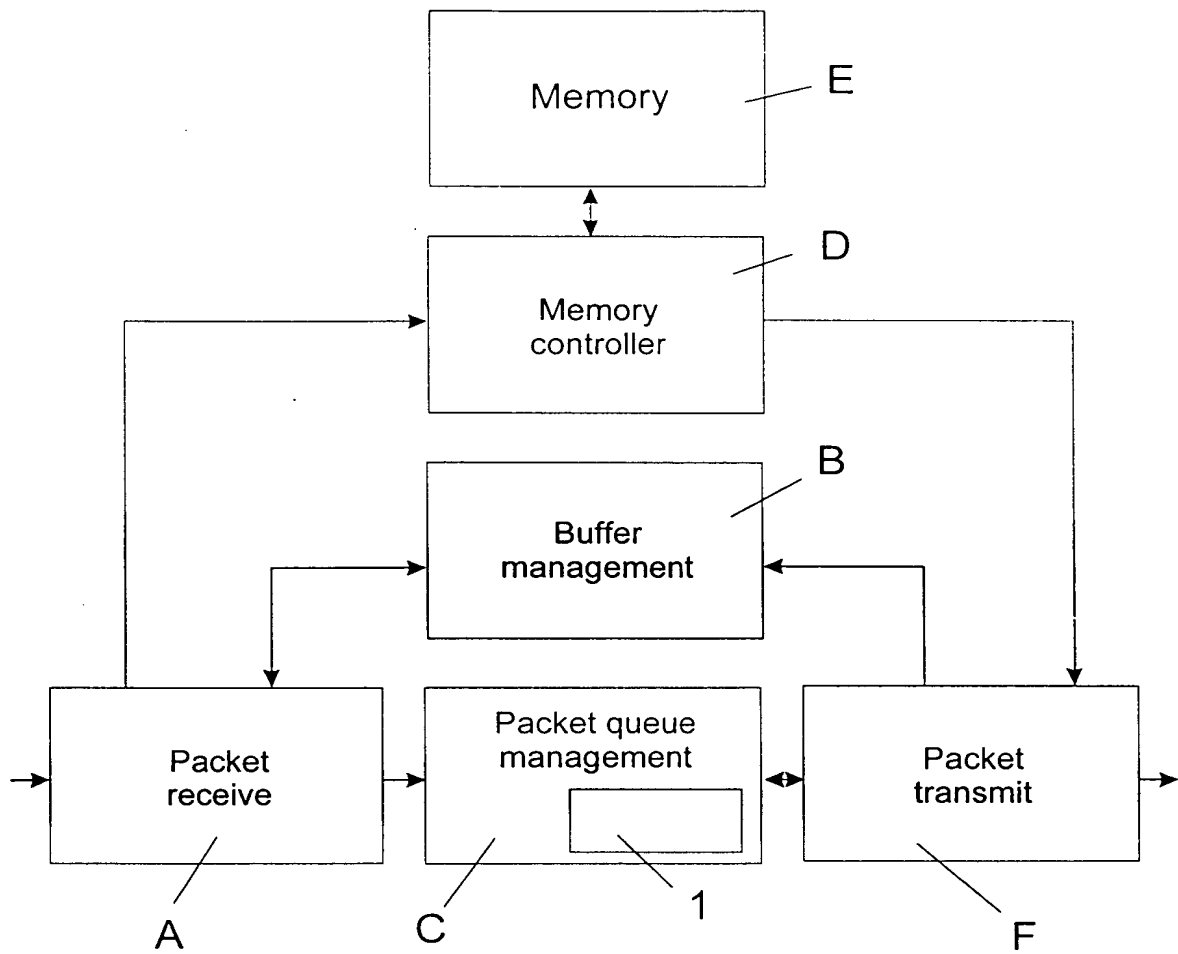 Memory
E
D
Memory
controller
B
Buffer
management
Packet
receive
Packet queue
management
Packet
transmit
A
C
1
F